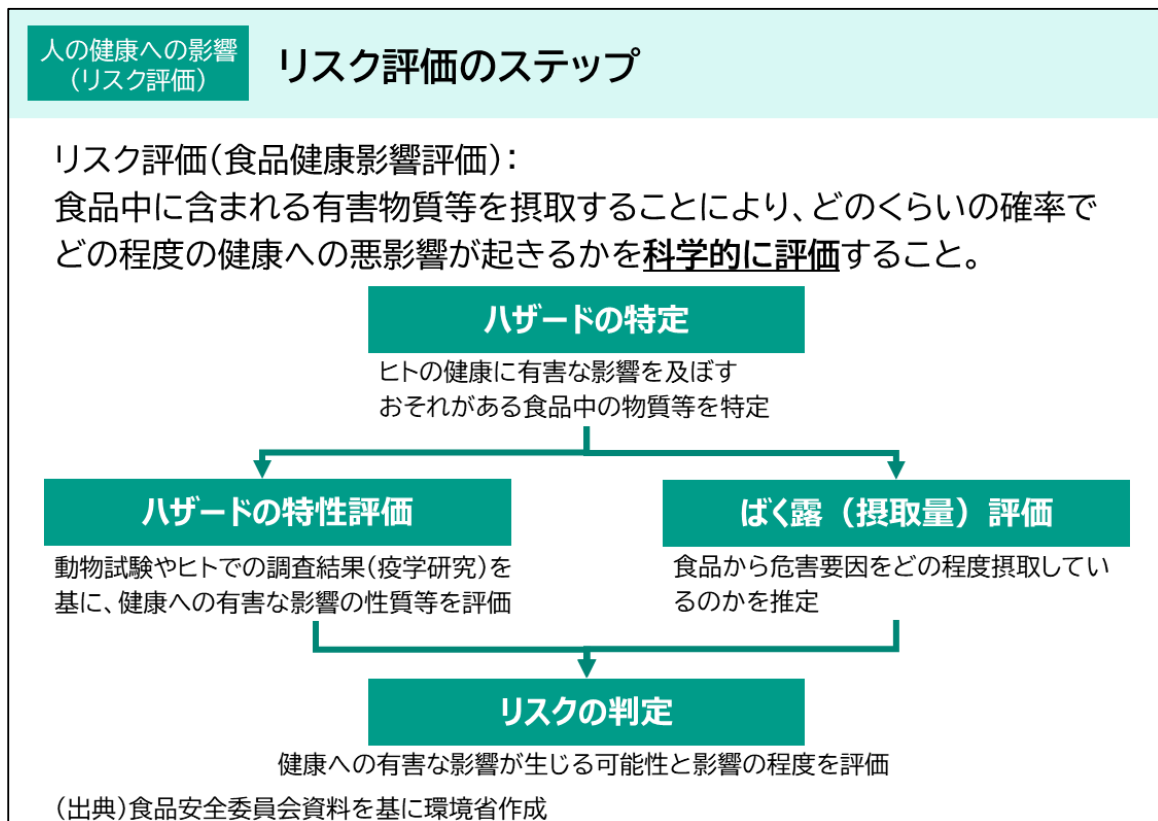 人の健康への影響
(リスク評価)
リスク評価のステップ
リスク評価(食品健康影響評価):
食品中に含まれる有害物質等を摂取することにより、どのくらいの確率で
どの程度の健康への悪影響が起きるかを科学的に評価すること。
ハザードの特定
ヒトの健康に有害な影響を及ぼす
おそれがある食品中の物質等を特定
ハザードの特性評価
動物試験やヒトでの調査結果(疫学研究)を
基に、健康への有害な影響の性質等を評価
ばく露（摂取量）評価
食品から危害要因をどの程度摂取してい
るのかを推定
リスクの判定
健康への有害な影響が生じる可能性と影響の程度を評価
(出典)食品安全委員会資料を基に環境省作成